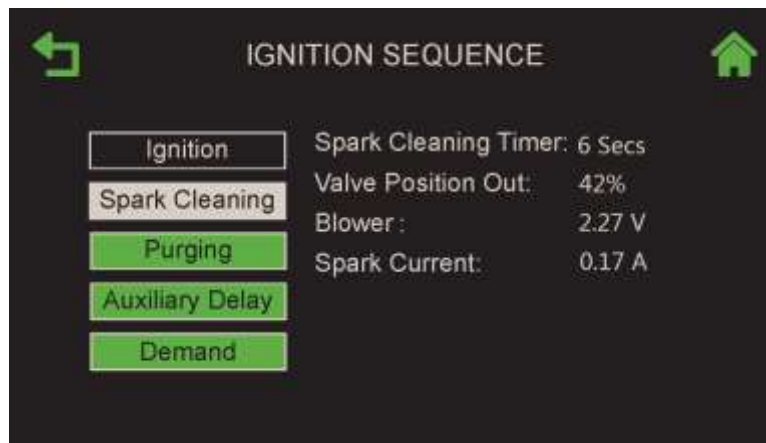 IGNITION SEQUENCE
Ignition
Spark Cleaning
Purging
Auxiliary Delay
Demand
Spark Cleaning Timer: 6 Secs
Valve Position Out: 42%
Blower : 2.27 V
Spark Current: 0.17 A